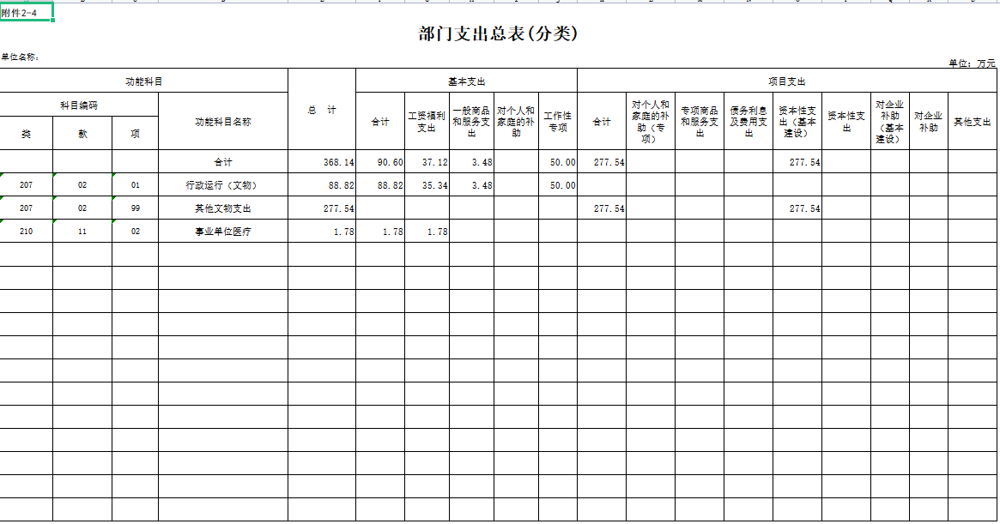 附件2-4
部门支出总表(分类)
单位名称：
单位：万元
功能科目
总 计
基本支出
项目支出
科目编码
功能科目名称
合计
工资福利支出
一般商品和服务支出
对个人和家庭的补助
工作性专项
合计
对个人和家庭的补助（专项）
专项商品和服务支出
债务利息及费用支出
资本性支出（基本建设）
资本性支出
对企业补助（基本建设）
对企业补助
其他支出
类 款 项
合计 368.14 90.60 37.12 3.48 50.00 277.54 277.54
207 02 01 行政运行（文物） 88.82 88.82 35.34 3.48 50.00
207 02 99 其他文物支出 277.54 277.54 277.54
210 11 02 事业单位医疗 1.78 1.78 1.78